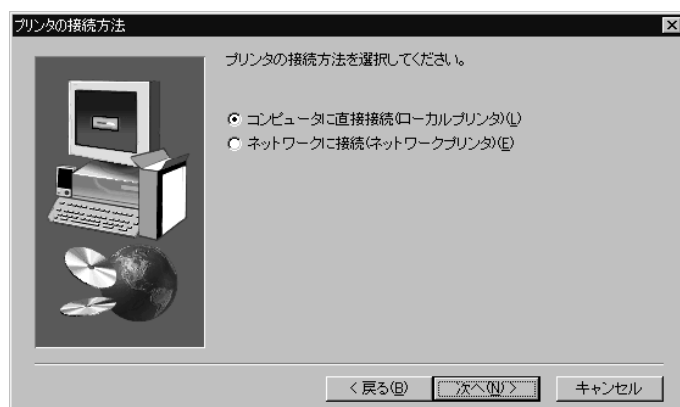 プリンタの接続方法
プリンタの接続方法を選択してください。
コンピュータに直接接続(ローカルプリンタ)(L)
ネットワークに接続(ネットワークプリンタ)(E)
< 戻る(B) 次へ(N) > キャンセル